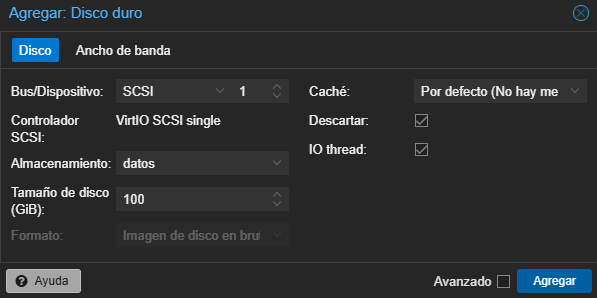 Agregar: Disco duro
Disco Ancho de banda
Bus/Dispositivo: SCSI 1
Controlador SCSI: VirtIO SCSI single
Almacenamiento: datos
Tamaño de disco (GiB): 100
Formato: Imagen de disco en brut
Caché: Por defecto (No hay me
Descartar:
IO thread:
Ayuda
Avanzado Agregar